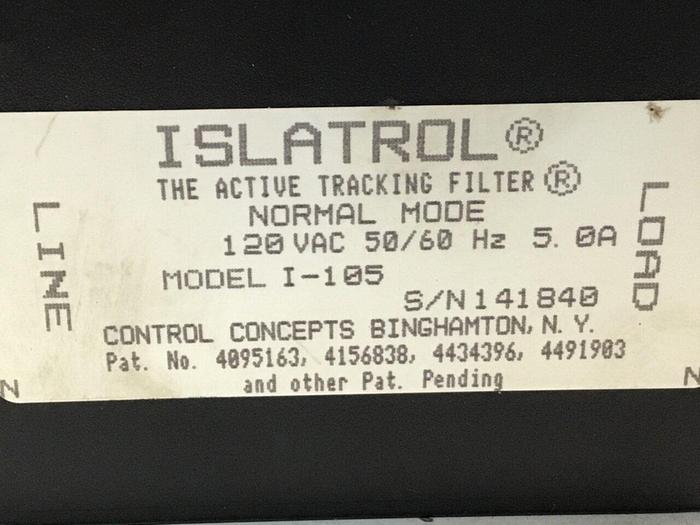 ISLATROL®
THE ACTIVE TRACKING FILTER®
NORMAL MODE
120 VAC 50/60 Hz 5.0A
MODEL I-105
S/N 141840
CONTROL CONCEPTS BINGHAMTON, N.Y.
Pat. No. 4095163, 4156838, 4434396, 4491903
and other Pat. Pending
LINE
LOAD
N
N